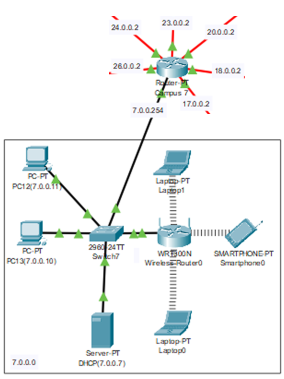 23.0.0.2
24.0.0.2
20.0.0.2
26.0.0.2
18.0.0.2
Router-PT
Campus 7
17.0.0.2
7.0.0.254
PC-PT
PC12(7.0.0.11)
Laptop-PT
Laptop1
PC-PT
PC13(7.0.0.10)
2960-24TT
Switch7
WRT300N
Wireless-Router0
SMARTPHONE-PT
Smartphone0
Server-PT
DHCP(7.0.0.7)
Laptop-PT
Laptop0
7.0.0.0